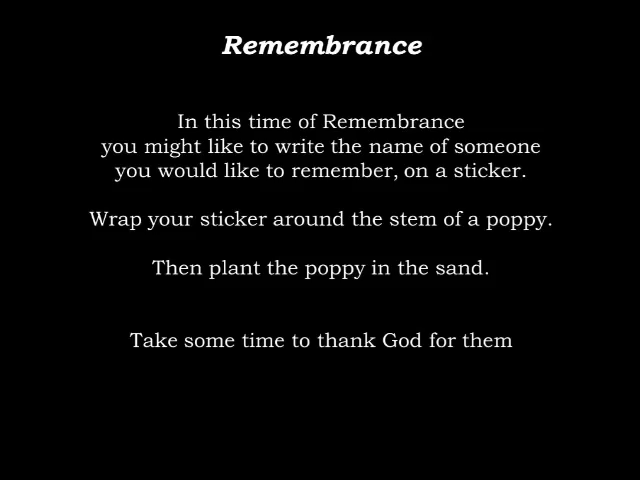 Remembrance
In this time of Remembrance
you might like to write the name of someone
you would like to remember, on a sticker.
Wrap your sticker around the stem of a poppy.
Then plant the poppy in the sand.
Take some time to thank God for them